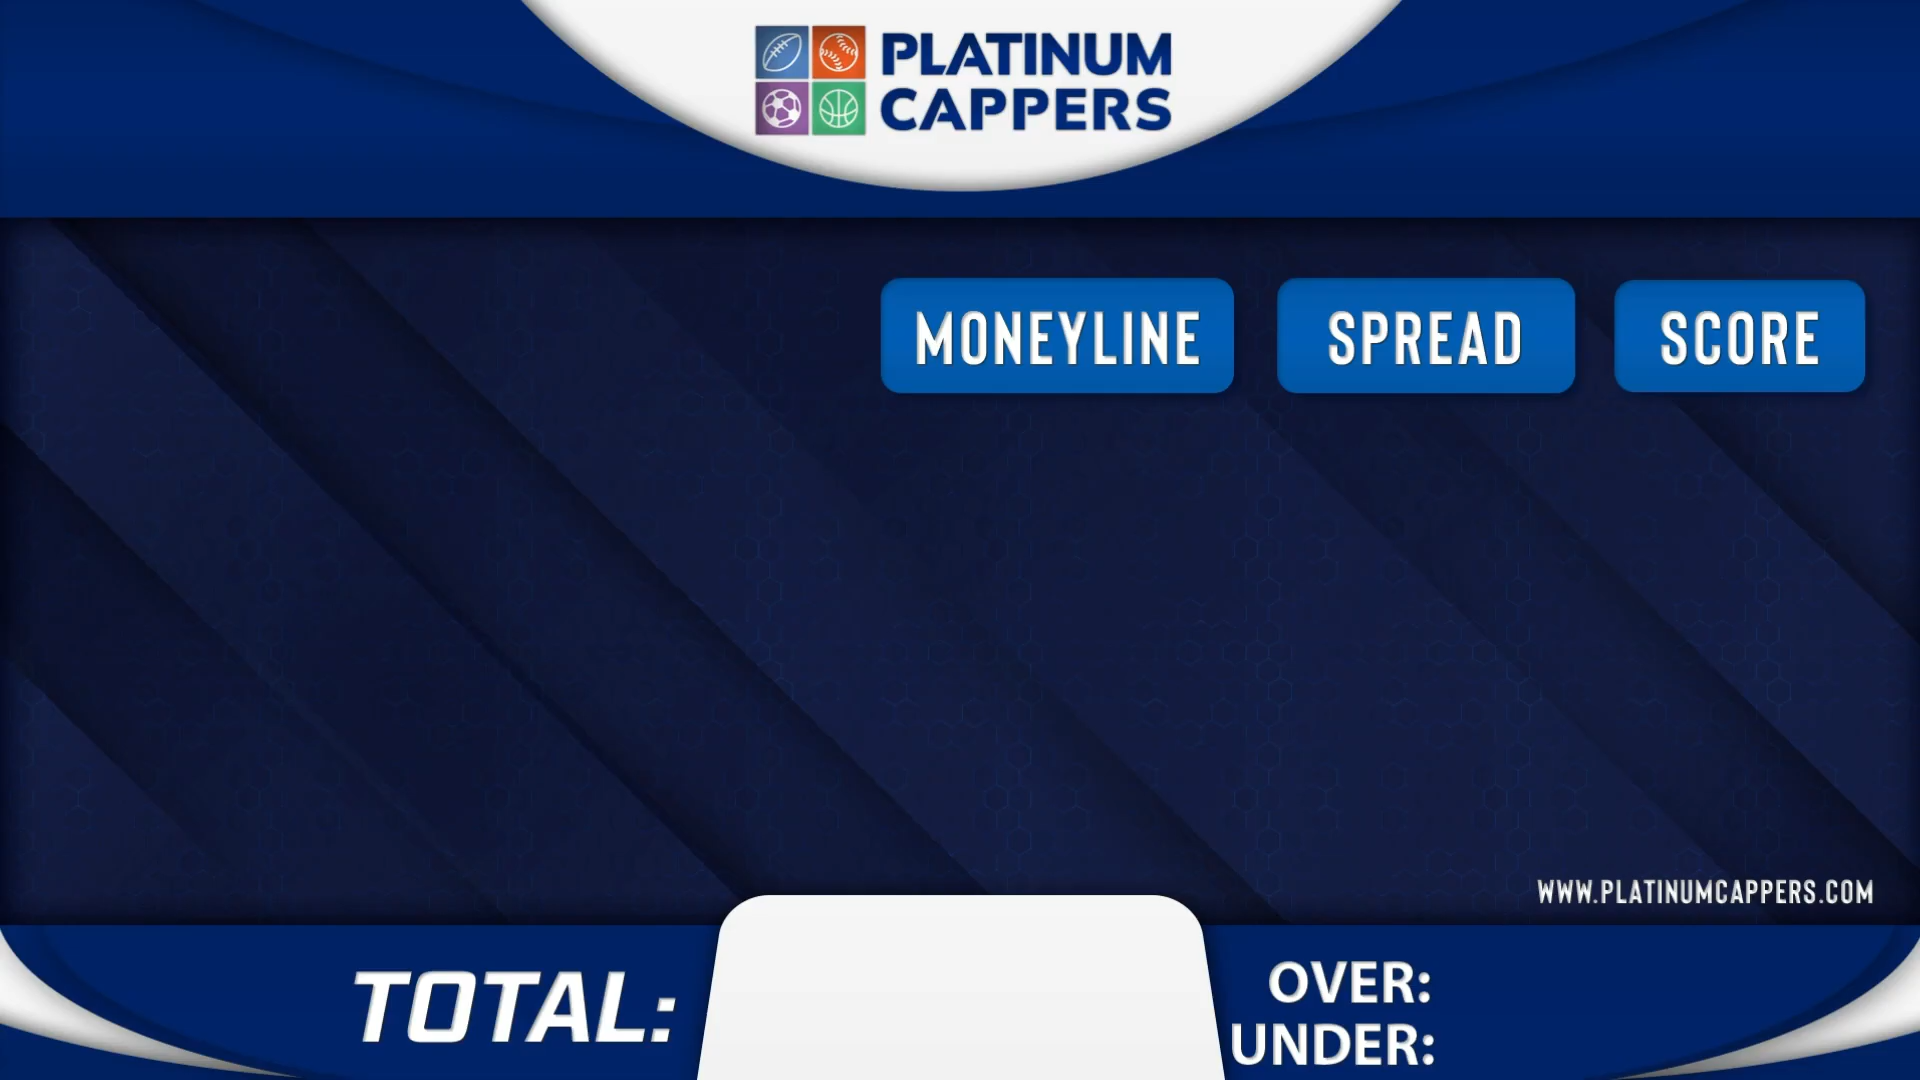 PLATINUM
CAPPERS
MONEYLINE SPREAD SCORE
WWW.PLATINUMCAPPERS.COM
TOTAL:
OVER:
UNDER: